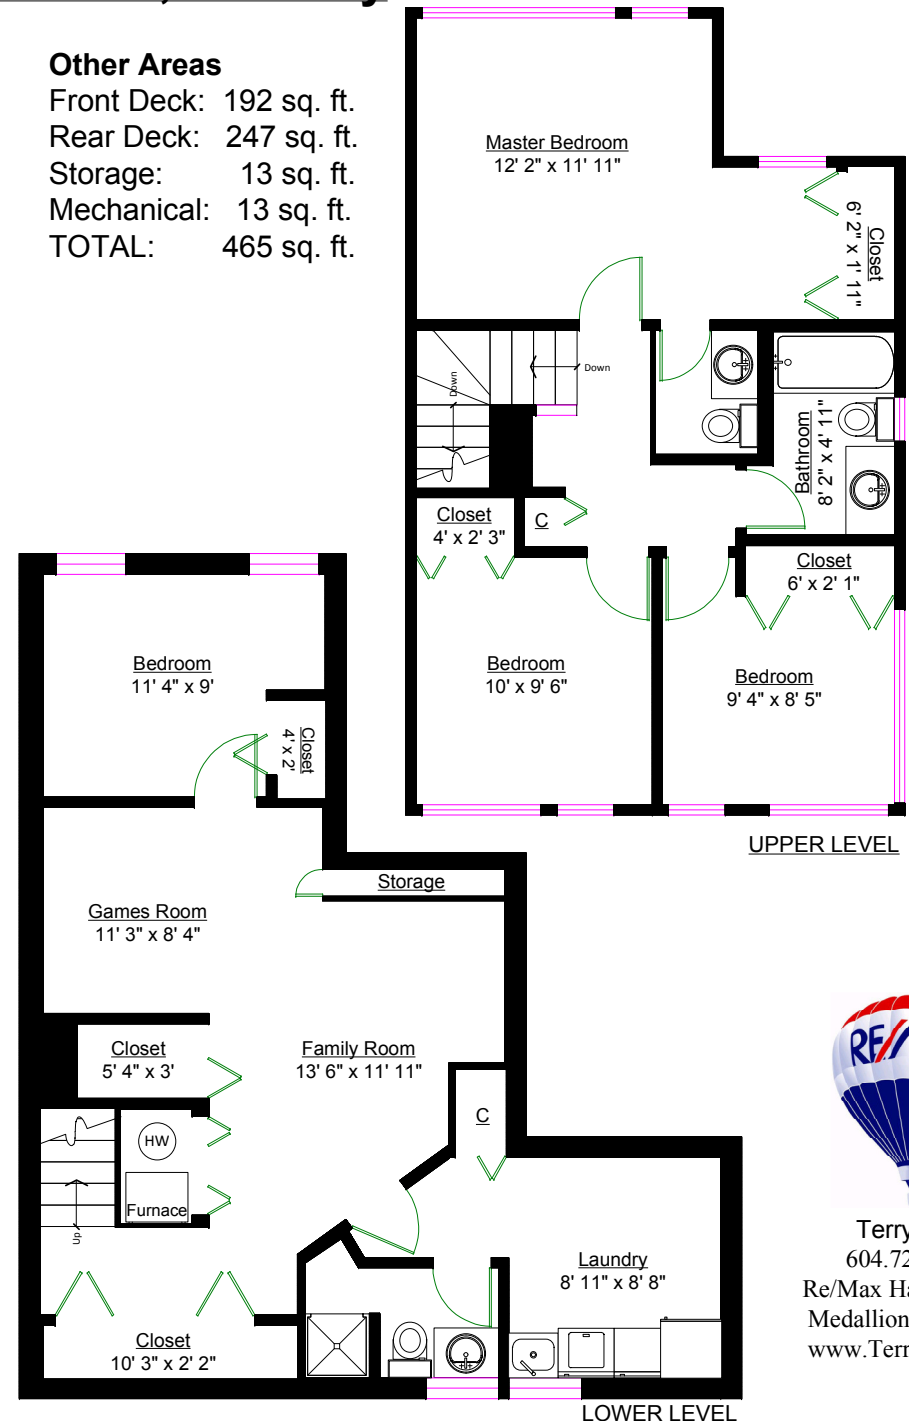 Other Areas
Front Deck: 192 sq. ft.
Rear Deck: 247 sq. ft.
Storage: 13 sq. ft.
Mechanical: 13 sq. ft.
TOTAL: 465 sq. ft.
Master Bedroom
12' 2" x 11' 11"
Closet
6' 2" x 1' 11"
Down
Down
Bathroom
8' 2" x 4' 11"
Closet
4' x 2' 3"
C
Closet
6' x 2' 1"
Bedroom
10' x 9' 6"
Bedroom
9' 4" x 8' 5"
UPPER LEVEL
Bedroom
11' 4" x 9'
Closet
4' x 2'
Storage
Games Room
11' 3" x 8' 4"
Closet
5' 4" x 3'
Family Room
13' 6" x 11' 11"
C
HW
Furnace
Up
Laundry
8' 11" x 8' 8"
Closet
10' 3" x 2' 2"
LOWER LEVEL
RE/
Terry
604.72
Re/Max Ha
Medallion
www.Terr